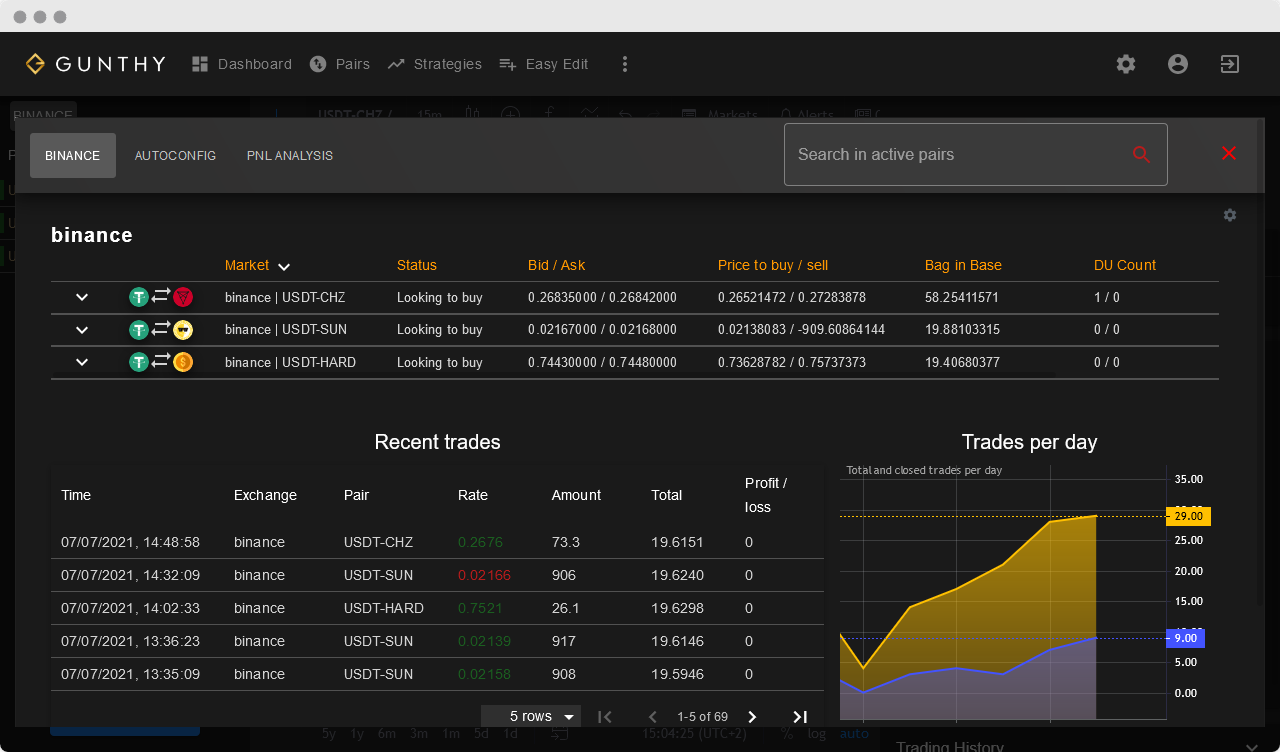 GUNTHY Dashboard Pairs Strategies Easy Edit
BINANCE USDT-CHZ / 15m Markets Alerts
BINANCE AUTOCONFIG PNL ANALYSIS Search in active pairs
binance
Market Status Bid / Ask Price to buy / sell Bag in Base DU Count
binance | USDT-CHZ Looking to buy 0.26835000 / 0.26842000 0.26521472 / 0.27283878 58.25411571 1 / 0
binance | USDT-SUN Looking to buy 0.02167000 / 0.02168000 0.02138083 / -909.60864144 19.88103315 0 / 0
binance | USDT-HARD Looking to buy 0.74430000 / 0.74480000 0.73628782 / 0.75737373 19.40680377 0 / 0
Recent trades
Time Exchange Pair Rate Amount Total Profit /
loss
07/07/2021, 14:48:58 binance USDT-CHZ 0.2676 73.3 19.6151 0
07/07/2021, 14:32:09 binance USDT-SUN 0.02166 906 19.6240 0
07/07/2021, 14:02:33 binance USDT-HARD 0.7521 26.1 19.6298 0
07/07/2021, 13:36:23 binance USDT-SUN 0.02139 917 19.6146 0
07/07/2021, 13:35:09 binance USDT-SUN 0.02158 908 19.5946 0
5 rows 1-5 of 69
Trades per day
Total and closed trades per day
35.00
29.00
25.00
20.00
15.00
9.00
5.00
0.00
5y 1y 6m 3m 1m 5d 1d 15:04:25 (UTC+2) % log auto
Trading History